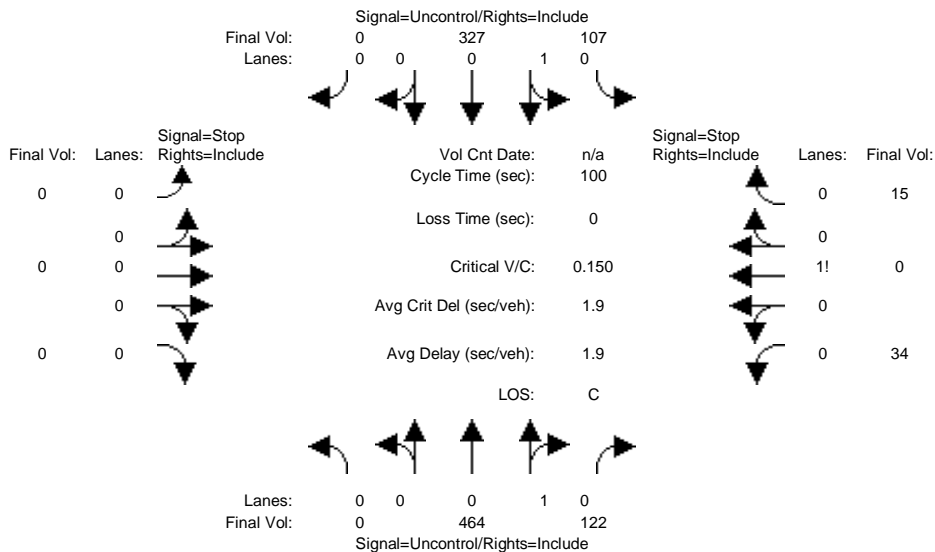 Signal=Uncontrol/Rights=Include
Final Vol: 0 327 107
Lanes: 0 0 0 1 0
Signal=Stop
Final Vol: Lanes: Rights=Include
Vol Cnt Date: n/a
Signal=Stop
Rights=Include Lanes: Final Vol:
Cycle Time (sec): 100
0 0
0 15
Loss Time (sec): 0
0
0
0 0
Critical V/C: 0.150
1! 0
0
Avg Crit Del (sec/veh): 1.9
0
0 0
Avg Delay (sec/veh): 1.9
0 34
LOS: C
Lanes: 0 0 0 1 0
Final Vol: 0 464 122
Signal=Uncontrol/Rights=Include